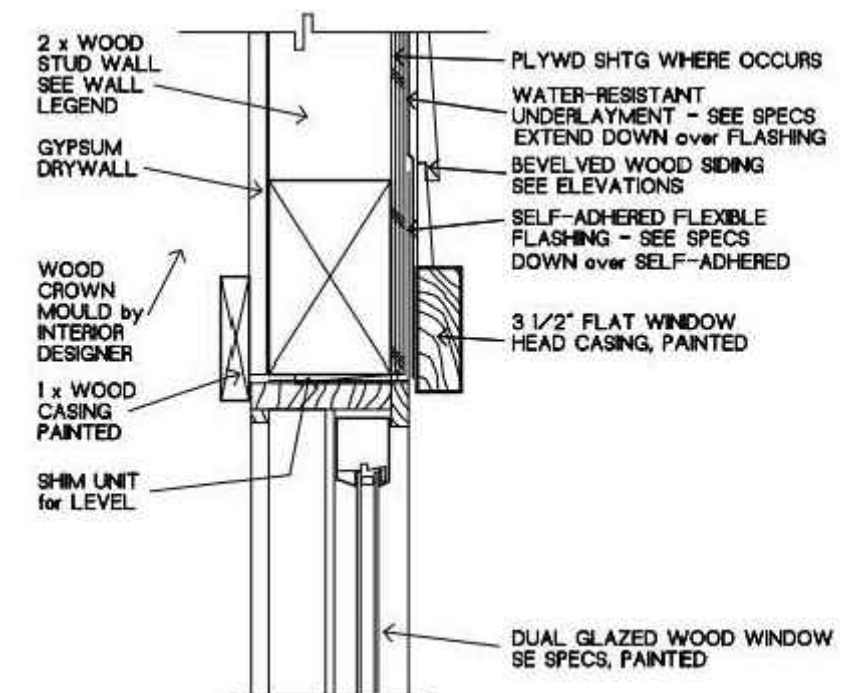 2 x WOOD
STUD WALL
SEE WALL
LEGEND
GYPSUM
DRYWALL
WOOD
CROWN
MOULD by
INTERIOR
DESIGNER
1 x WOOD
CASING
PAINTED
SHIM UNIT
for LEVEL
PLYWD SHTG WHERE OCCURS
WATER-RESISTANT
UNDERLAYMENT - SEE SPECS
EXTEND DOWN over FLASHING
BEVELVED WOOD SIDING
SEE ELEVATIONS
SELF-ADHERED FLEXIBLE
FLASHING - SEE SPECS
DOWN over SELF-ADHERED
3 1/2" FLAT WINDOW
HEAD CASING, PAINTED
DUAL GLAZED WOOD WINDOW
SE SPECS, PAINTED